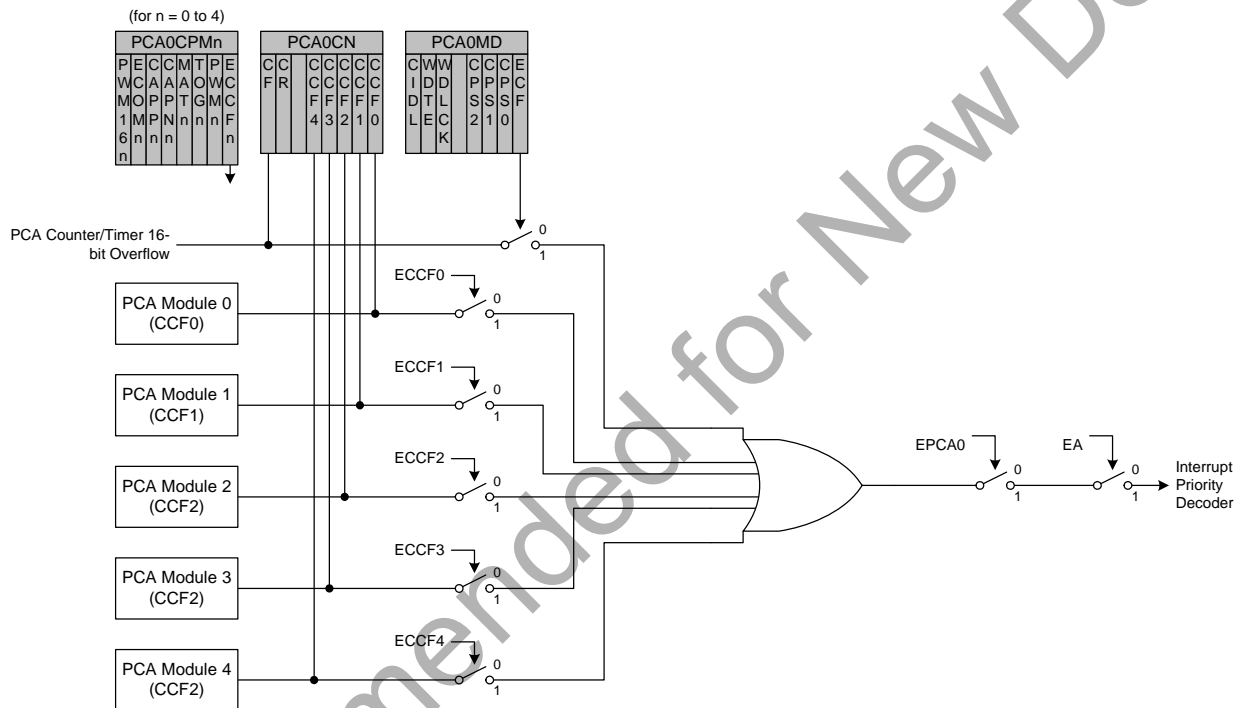 (for n = 0 to 4)
PCA0CPMn
PWM16n
ECOMn
CAPPn
CAPNn
MATn
TOGn
PWMn
ECCFn
PCA0CN
CF
CR
CCF4
CCF3
CCF2
CCF1
CCF0
PCA0MD
CIDL
WDTE
WDLCK
CPS2
CPS1
CPS0
ECF
PCA Counter/Timer 16-
bit Overflow
0
1
PCA Module 0
(CCF0)
ECCF0
0
1
PCA Module 1
(CCF1)
ECCF1
0
1
PCA Module 2
(CCF2)
ECCF2
0
1
PCA Module 3
(CCF2)
ECCF3
0
1
PCA Module 4
(CCF2)
ECCF4
0
1
EPCA0
0
1
EA
0
1
Interrupt
Priority
Decoder
mended for New De